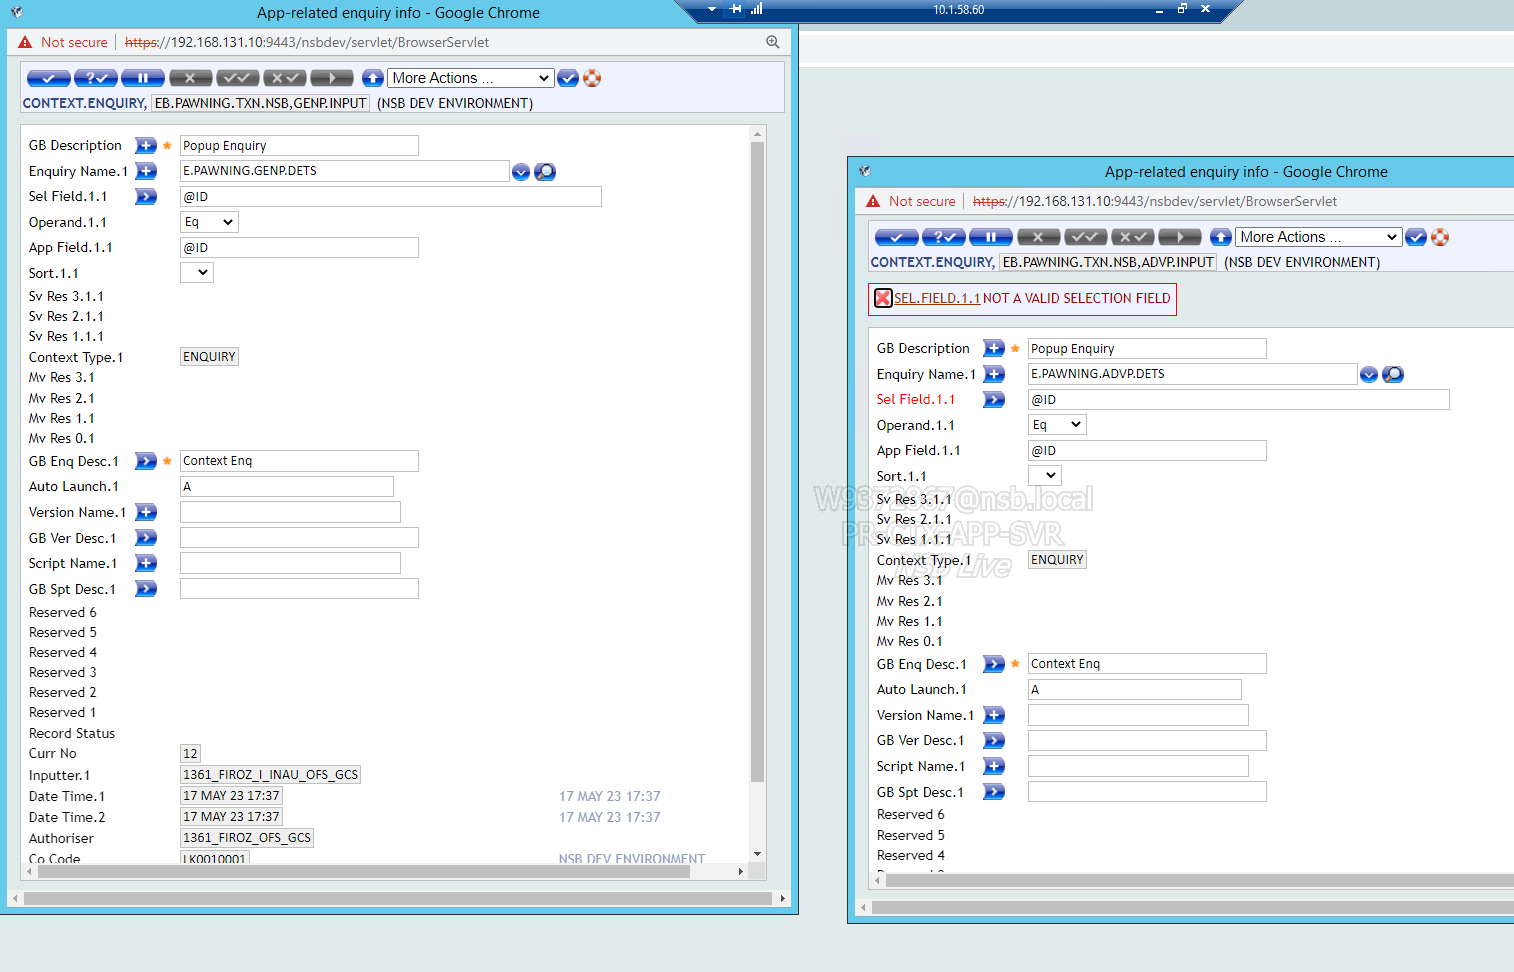 10.1.58.60
App-related enquiry info - Google Chrome
Not secure https://192.168.131.10:9443/nsbdev/servlet/BrowserServlet
More Actions ...
CONTEXT.ENQUIRY, EB.PAWNING.TXN.NSB,GENP.INPUT (NSB DEV ENVIRONMENT)
GB Description * Popup Enquiry
Enquiry Name.1 E.PAWNING.GENP.DETS
Sel Field.1.1 @ID
Operand.1.1 Eq
App Field.1.1 @ID
Sort.1.1
Sv Res 3.1.1
Sv Res 2.1.1
Sv Res 1.1.1
Context Type.1 ENQUIRY
Mv Res 3.1
Mv Res 2.1
Mv Res 1.1
Mv Res 0.1
GB Enq Desc.1 * Context Enq
Auto Launch.1 A
Version Name.1
GB Ver Desc.1
Script Name.1
GB Spt Desc.1
Reserved 6
Reserved 5
Reserved 4
Reserved 3
Reserved 2
Reserved 1
Record Status
Curr No 12
Inputter.1 1361_FIROZ_I_INAU_OFS_GCS
Date Time.1 17 MAY 23 17:37 17 MAY 23 17:37
Date Time.2 17 MAY 23 17:37 17 MAY 23 17:37
Authoriser 1361_FIROZ_OFS_GCS
Co Code LK0010001 NSB DEV ENVIRONMENT
App-related enquiry info - Google Chrome
Not secure https://192.168.131.10:9443/nsbdev/servlet/BrowserServlet
More Actions ...
CONTEXT.ENQUIRY, EB.PAWNING.TXN.NSB,ADVP.INPUT (NSB DEV ENVIRONMENT)
SEL.FIELD.1.1 NOT A VALID SELECTION FIELD
GB Description * Popup Enquiry
Enquiry Name.1 E.PAWNING.ADVP.DETS
Sel Field.1.1 @ID
Operand.1.1 Eq
App Field.1.1 @ID
Sort.1.1
W9372867@nsb.local
Sv Res 3.1.1
Sv Res 2.1.1
PR-CTX-APP-SVR
Sv Res 1.1.1
NSB Live
Context Type.1 ENQUIRY
Mv Res 3.1
Mv Res 2.1
Mv Res 1.1
Mv Res 0.1
GB Enq Desc.1 * Context Enq
Auto Launch.1 A
Version Name.1
GB Ver Desc.1
Script Name.1
GB Spt Desc.1
Reserved 6
Reserved 5
Reserved 4